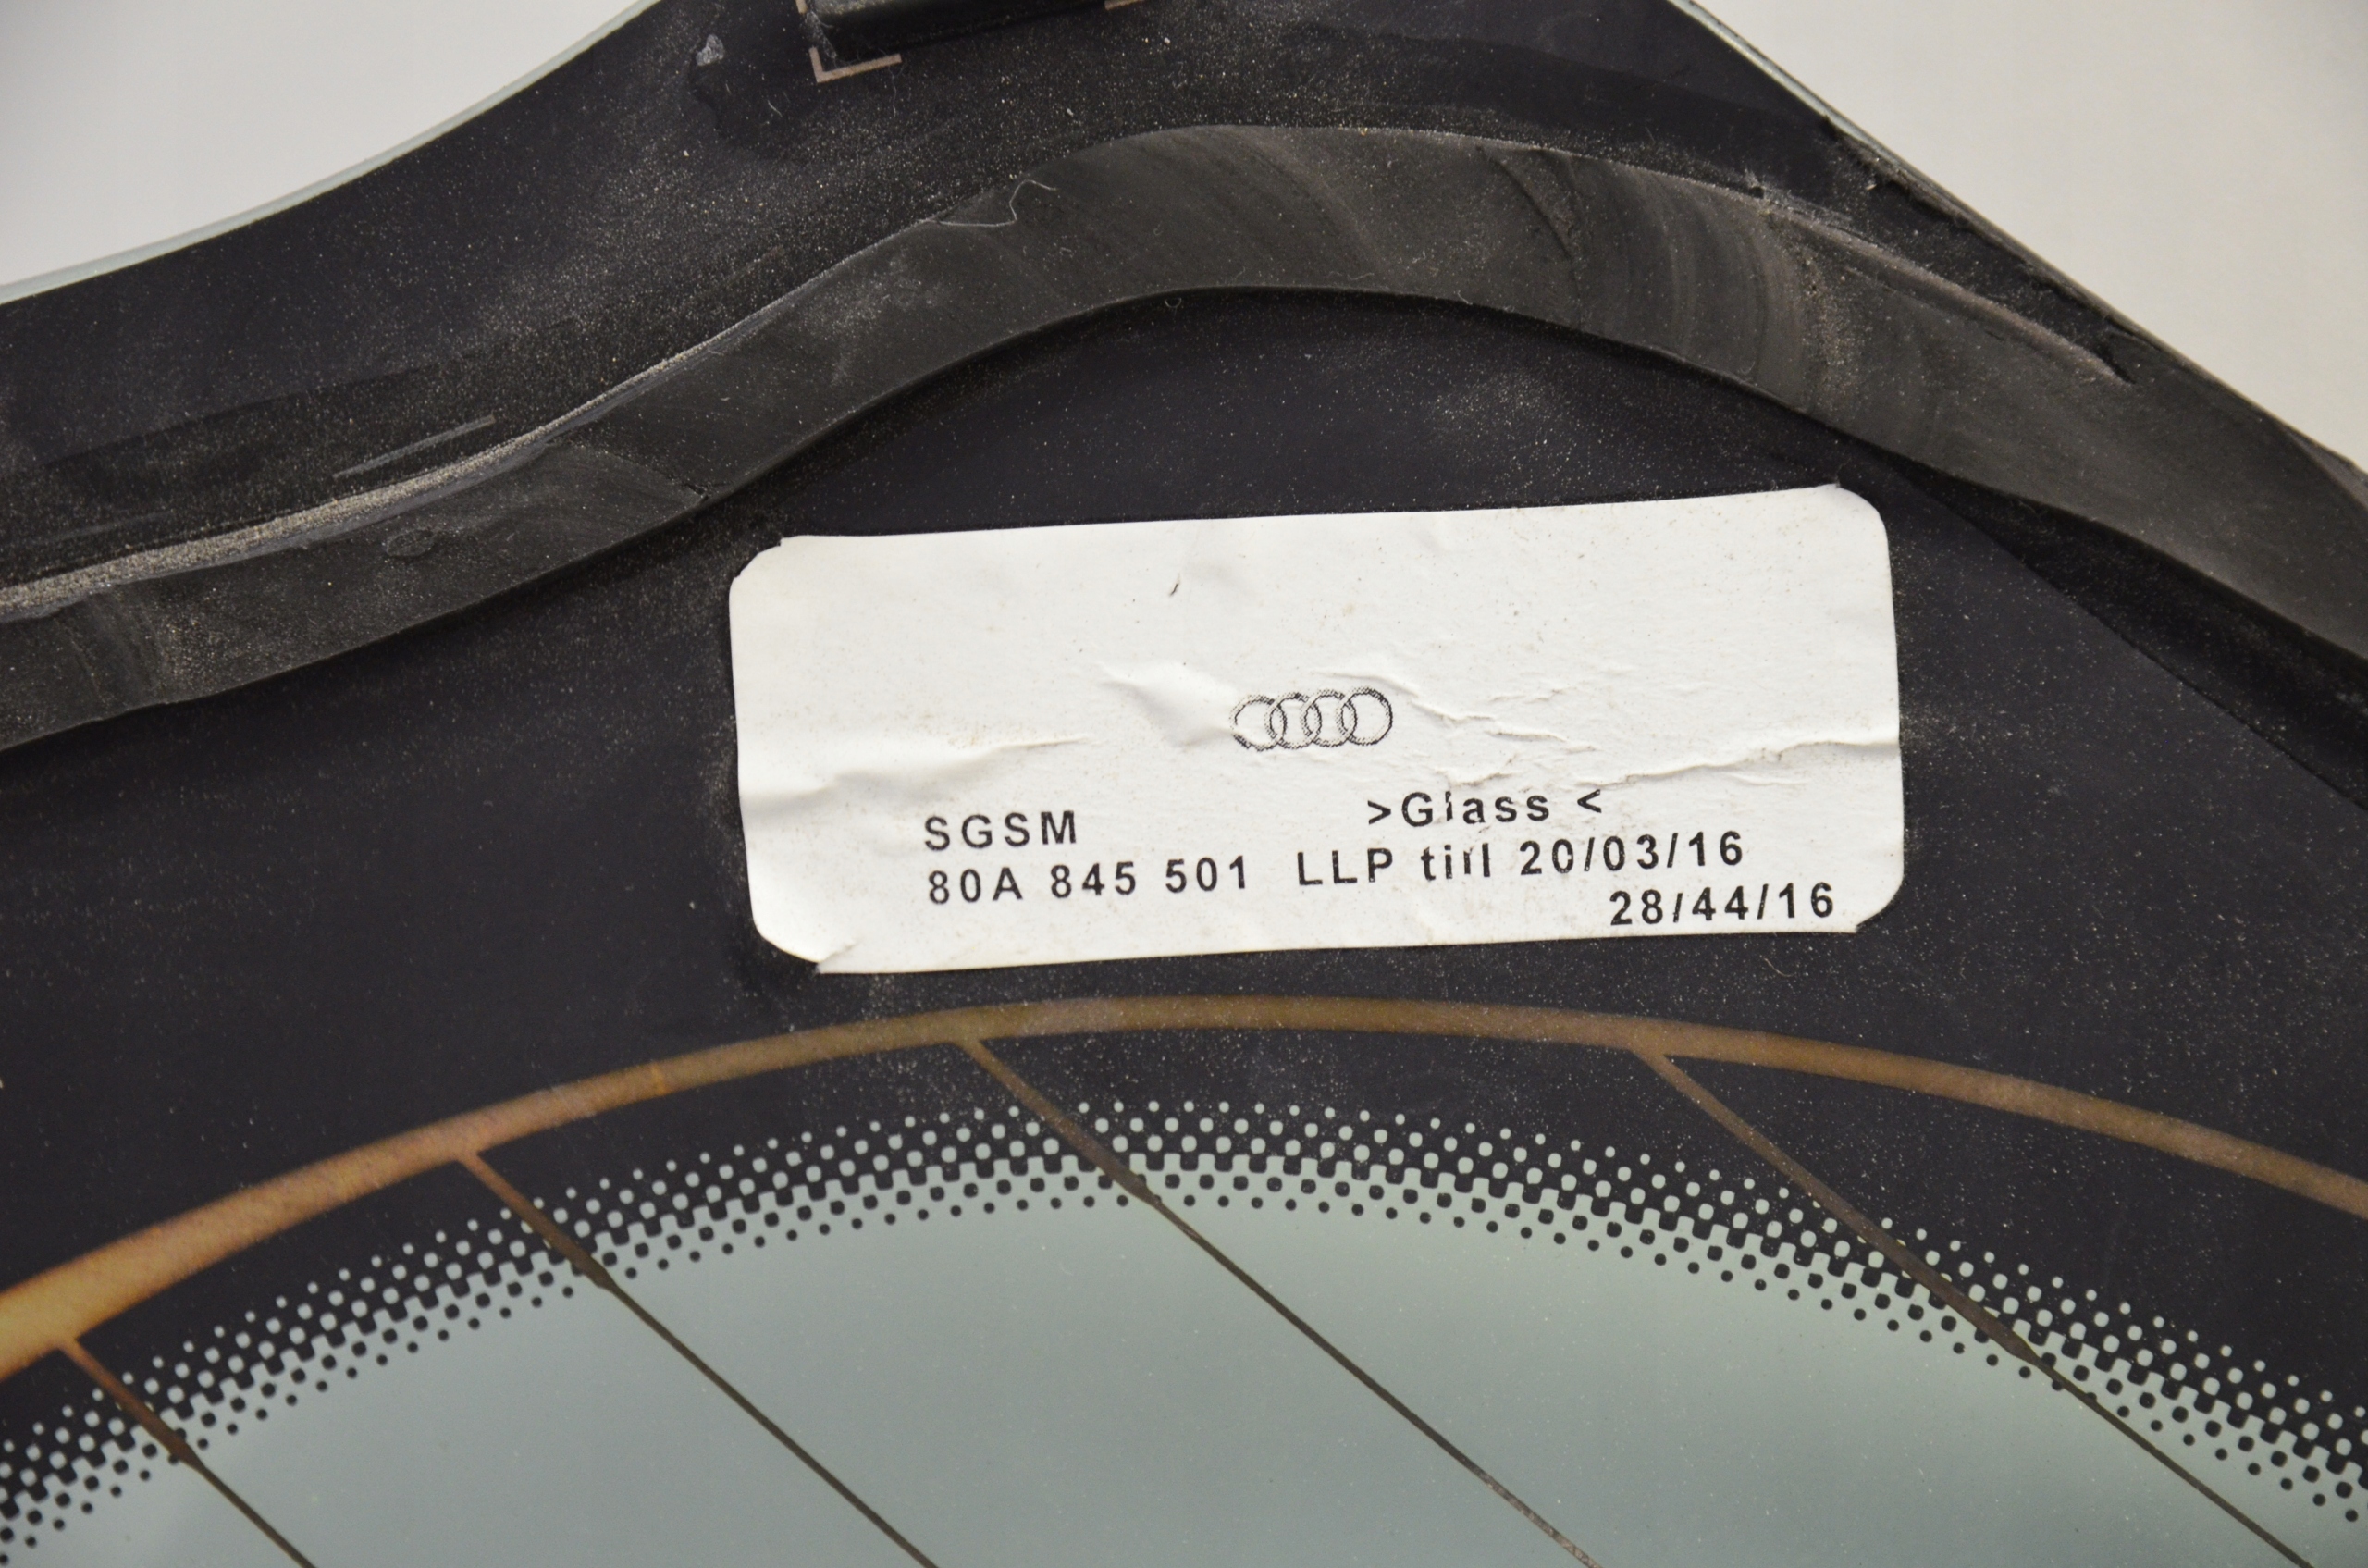 SGSM >Glass <
80A 845 501 LLP till 20/03/16
28/44/16